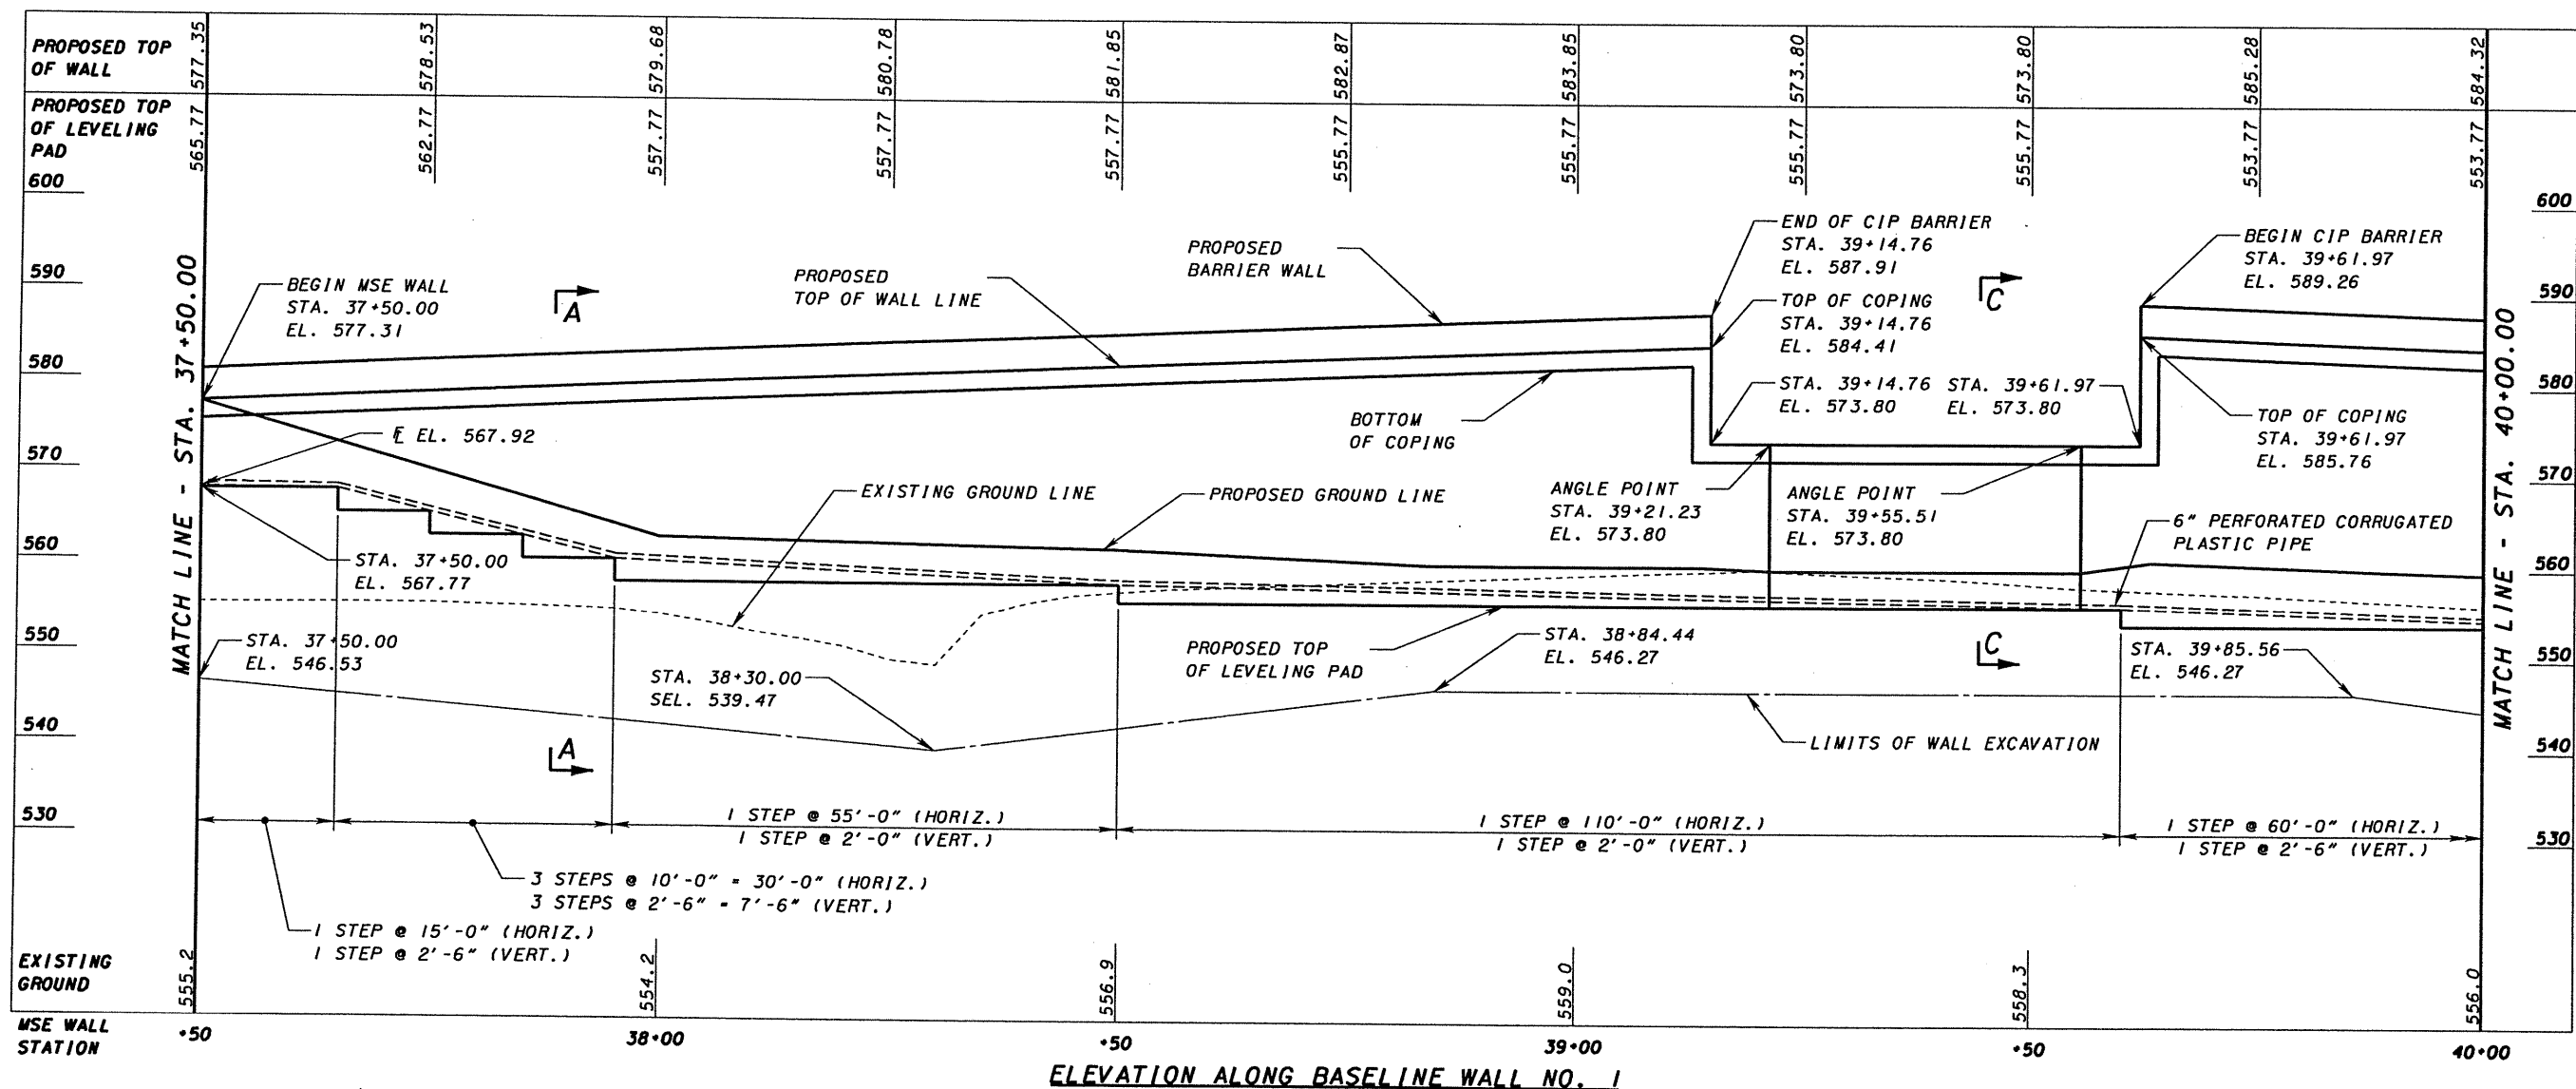 PROPOSED TOP
OF WALL
577.35
578.53
579.68
580.78
581.85
582.87
583.85
573.80
573.80
585.28
584.32
PROPOSED TOP
OF LEVELING
PAD
565.77
562.77
557.77
557.77
557.77
555.77
555.77
555.77
555.77
553.77
553.77
600
590
580
570
560
550
540
530
600
590
580
570
560
550
540
530
MATCH LINE - STA. 37+50.00
MATCH LINE - STA. 40+00.00
BEGIN MSE WALL
STA. 37+50.00
EL. 577.31
A
PROPOSED
TOP OF WALL LINE
PROPOSED
BARRIER WALL
END OF CIP BARRIER
STA. 39+14.76
EL. 587.91
TOP OF COPING
STA. 39+14.76
EL. 584.41
C
BEGIN CIP BARRIER
STA. 39+61.97
EL. 589.26
STA. 39+14.76
EL. 573.80
STA. 39+61.97
EL. 573.80
TOP OF COPING
STA. 39+61.97
EL. 585.76
BOTTOM
OF COPING
℄ EL. 567.92
EXISTING GROUND LINE
PROPOSED GROUND LINE
ANGLE POINT
STA. 39+21.23
EL. 573.80
ANGLE POINT
STA. 39+55.51
EL. 573.80
6" PERFORATED CORRUGATED
PLASTIC PIPE
STA. 37+50.00
EL. 567.77
STA. 37+50.00
EL. 546.53
STA. 38+30.00
SEL. 539.47
PROPOSED TOP
OF LEVELING PAD
STA. 38+84.44
EL. 546.27
C
STA. 39+85.56
EL. 546.27
A
LIMITS OF WALL EXCAVATION
1 STEP @ 55'-0" (HORIZ.)
1 STEP @ 2'-0" (VERT.)
1 STEP @ 110'-0" (HORIZ.)
1 STEP @ 2'-0" (VERT.)
1 STEP @ 60'-0" (HORIZ.)
1 STEP @ 2'-6" (VERT.)
3 STEPS @ 10'-0" = 30'-0" (HORIZ.)
3 STEPS @ 2'-6" = 7'-6" (VERT.)
1 STEP @ 15'-0" (HORIZ.)
1 STEP @ 2'-6" (VERT.)
EXISTING
GROUND
555.2
554.2
556.9
559.0
558.3
556.0
MSE WALL
STATION
+50
38+00
+50
39+00
+50
40+00
ELEVATION ALONG BASELINE WALL NO. 1